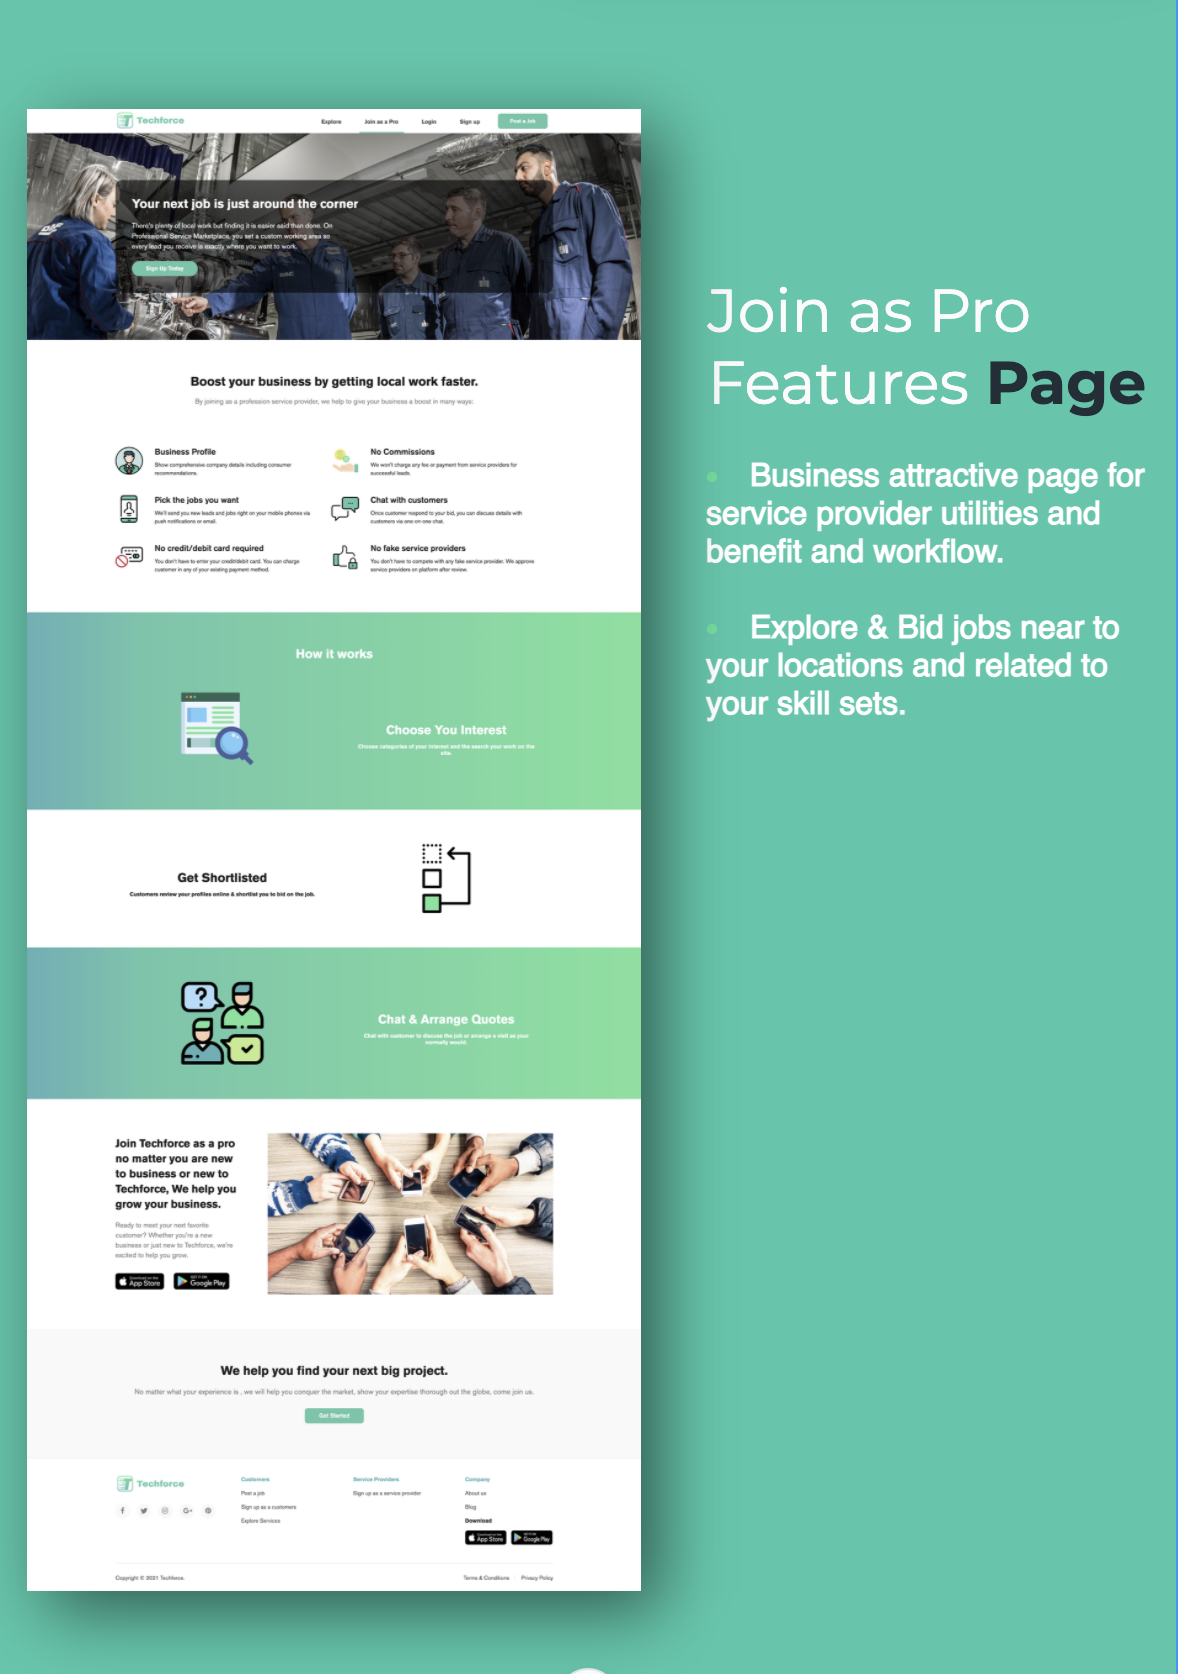 Techforce
Explore Join as a Pro Login Sign up Post a Job
Your next job is just around the corner
There's plenty of local work but finding it is easier said than done. On
Professional Service Marketplace, you set a custom working area so
every lead you receive is exactly where you want to work.
Sign Up Today
Boost your business by getting local work faster.
By joining as a profession service provider, we help to give your business a boost in many ways:
Business Profile
Show comprehensive company details including consumer
recommendations.
No Commissions
We won't charge any fee or payment from service providers for
successful leads.
Pick the jobs you want
We'll send you new leads and jobs right on your mobile phones via
push notifications or email.
Chat with customers
Once customer respond to your bid, you can discuss details with
customers via one-on-one chat.
No credit/debit card required
You don't have to enter your credit/debit card. You can charge
customer in any of your existing payment method.
No fake service providers
You don't have to compete with any fake service provider. We approve
service providers on platform after review.
How it works
Choose You Interest
Choose categories of your interest and the search your work on the
site.
Get Shortlisted
Customers review your profiles online & shortlist you to bid on the job.
Chat & Arrange Quotes
Chat with customer to discuss the job or arrange a visit as your
normally would.
Join Techforce as a pro
no matter you are new
to business or new to
Techforce, We help you
grow your business.
Ready to meet your next favorite
customer? Whether you're a new
business or just new to Techforce, we're
excited to help you grow.
Download on the
App Store
GET IT ON
Google Play
We help you find your next big project.
No matter what your experience is , we will help you conquer the market, show your expertise thorough out the globe, come join us.
Get Started
Techforce
Customers
Post a job
Sign up as a customers
Explore Services
Service Providers
Sign up as a service provider
Company
About us
Blog
Download
Download on the
App Store
GET IT ON
Google Play
Copyright © 2021 Techforce.
Terms & Conditions
Privacy Policy
Join as Pro
Features Page
• Business attractive page for
service provider utilities and
benefit and workflow.
• Explore & Bid jobs near to
your locations and related to
your skill sets.